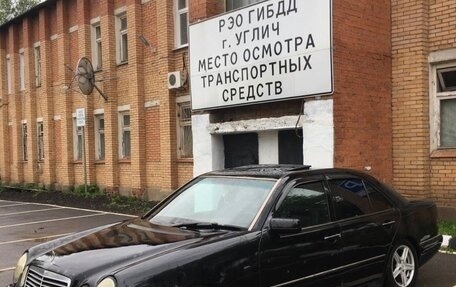 РЭО ГИБДД
г. УГЛИЧ
МЕСТО ОСМОТРА
ТРАНСПОРТНЫХ
СРЕДСТВ